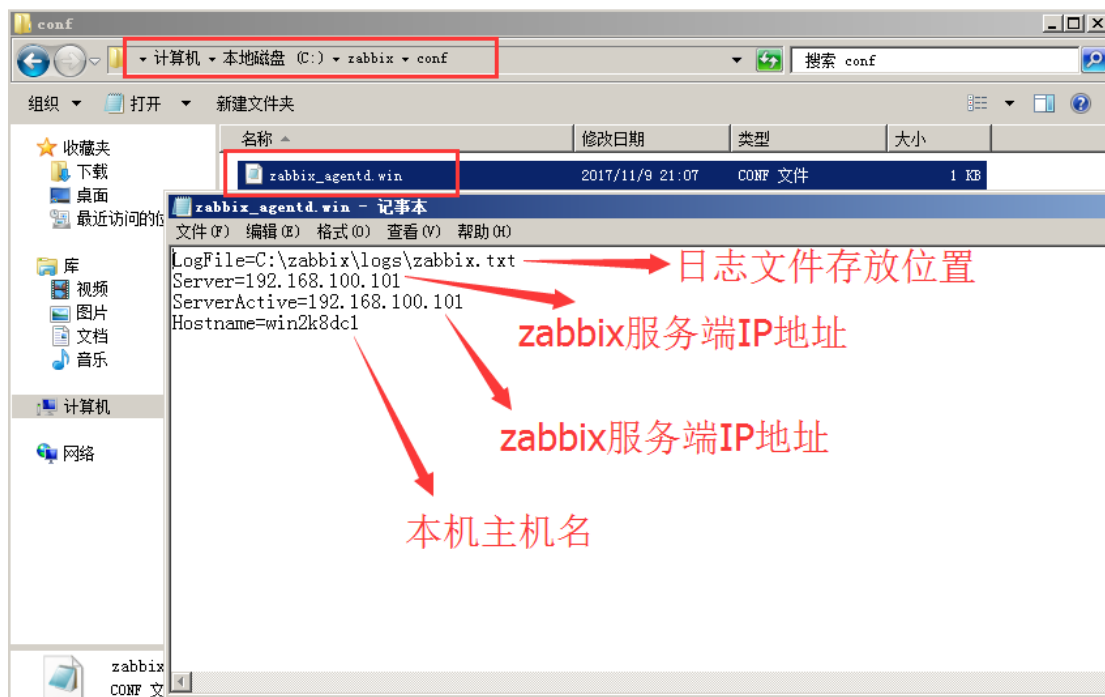 conf
计算机 本地磁盘 (C:) zabbix conf
搜索 conf
组织 打开 新建文件夹
名称 修改日期 类型 大小
收藏夹
下载
桌面
最近访问的位
库
视频
图片
文档
音乐
计算机
网络
zabbix_agentd.win 2017/11/9 21:07 CONF 文件 1 KB
zabbix_agentd.win - 记事本
文件(F) 编辑(E) 格式(O) 查看(V) 帮助(H)
LogFile=C:\zabbix\logs\zabbix.txt
Server=192.168.100.101
ServerActive=192.168.100.101
Hostname=win2k8dc1
日志文件存放位置
zabbix服务端IP地址
zabbix服务端IP地址
本机主机名
zabbix
CONF 文